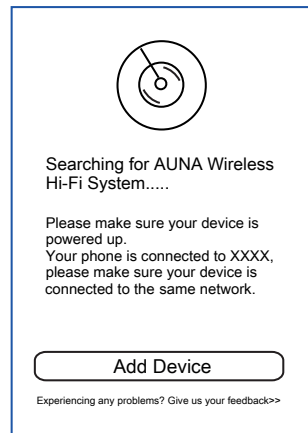 Searching for AUNA Wireless
Hi-Fi System.....
Please make sure your device is
powered up.
Your phone is connected to XXXX,
please make sure your device is
connected to the same network.
Add Device
Experiencing any problems? Give us your feedback>>